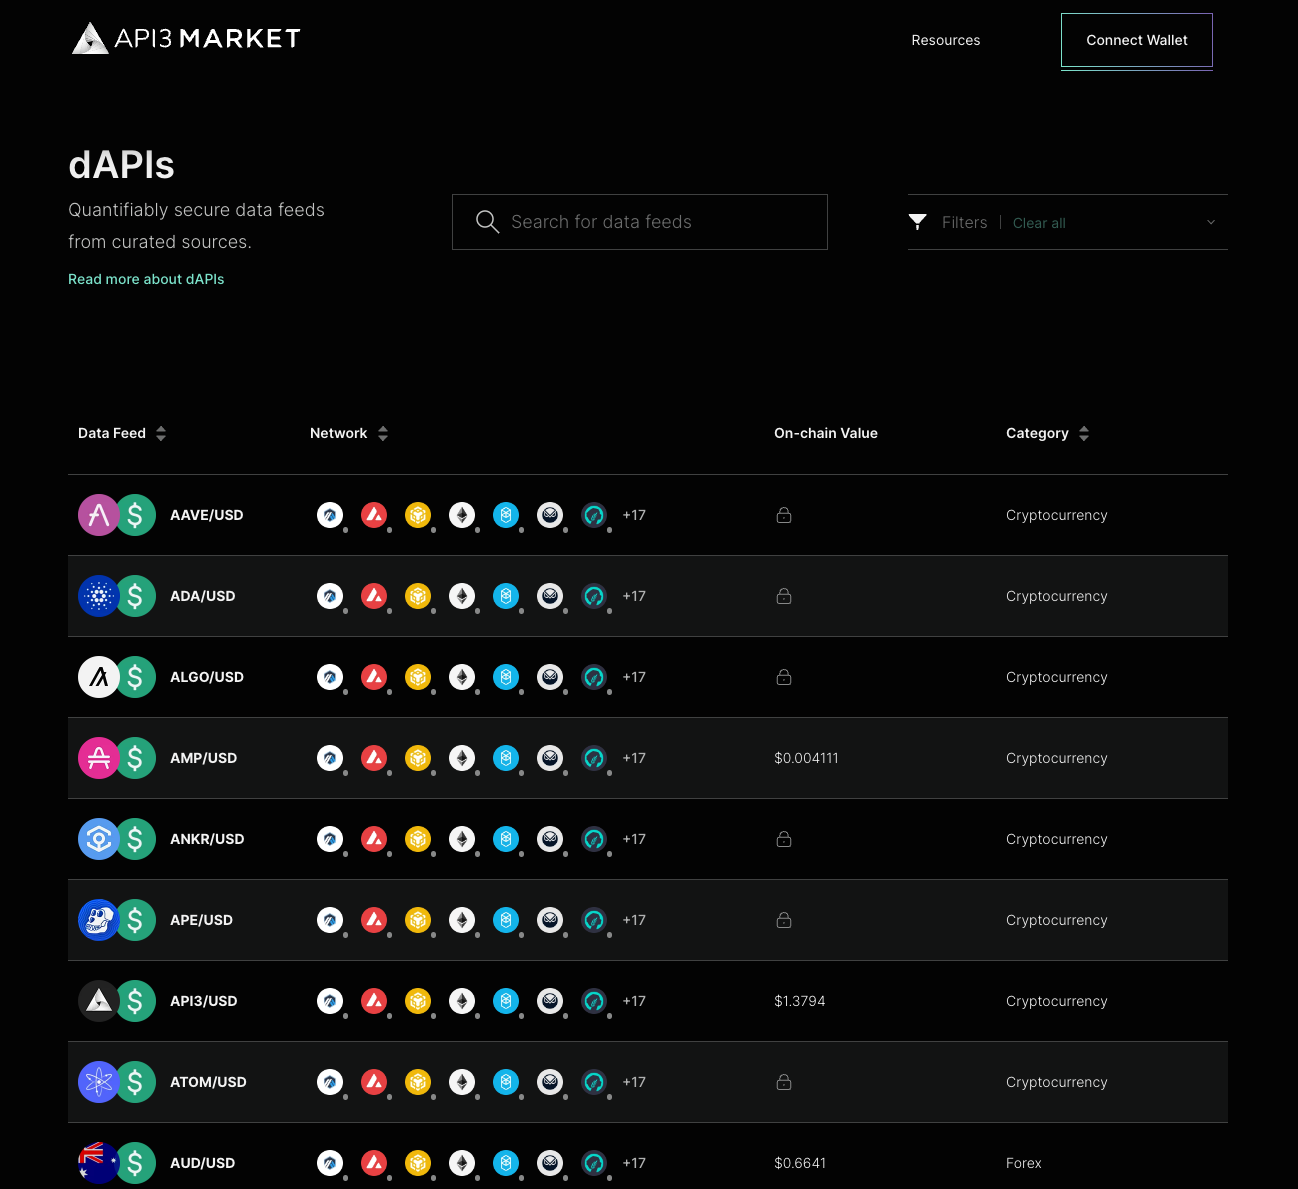 API3 MARKET
Resources
Connect Wallet
dAPIs
Quantifiably secure data feeds
from curated sources.
Read more about dAPIs
Search for data feeds
Filters | Clear all
Data Feed Network On-chain Value Category
AAVE/USD +17 Cryptocurrency
ADA/USD +17 Cryptocurrency
ALGO/USD +17 Cryptocurrency
AMP/USD +17 $0.004111 Cryptocurrency
ANKR/USD +17 Cryptocurrency
APE/USD +17 Cryptocurrency
API3/USD +17 $1.3794 Cryptocurrency
ATOM/USD +17 Cryptocurrency
AUD/USD +17 $0.6641 Forex